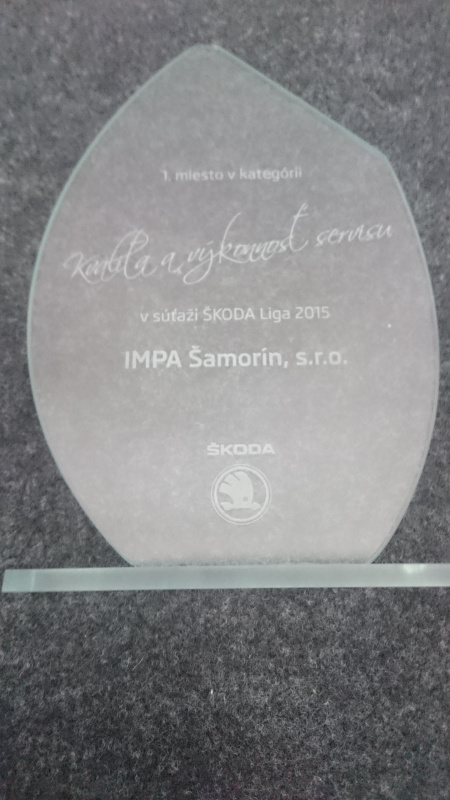 1. miesto v kategórii
Kvalita a výkonnosť servisu
v súťaži ŠKODA Liga 2015
IMPA Šamorín, s.r.o.
ŠKODA